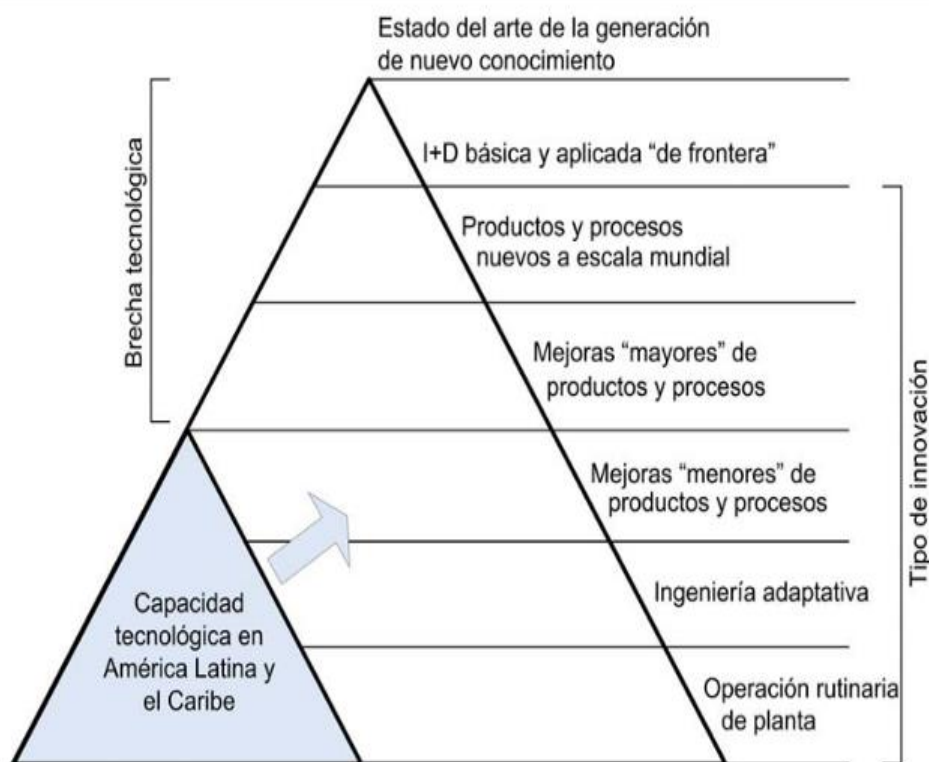 Estado del arte de la generación
de nuevo conocimiento
Brecha tecnológica
I+D básica y aplicada “de frontera”
Productos y procesos
nuevos a escala mundial
Mejoras “mayores” de
productos y procesos
Mejoras “menores” de
productos y procesos
Tipo de innovación
Ingeniería adaptativa
Capacidad
tecnológica en
América Latina y
el Caribe
Operación rutinaria
de planta